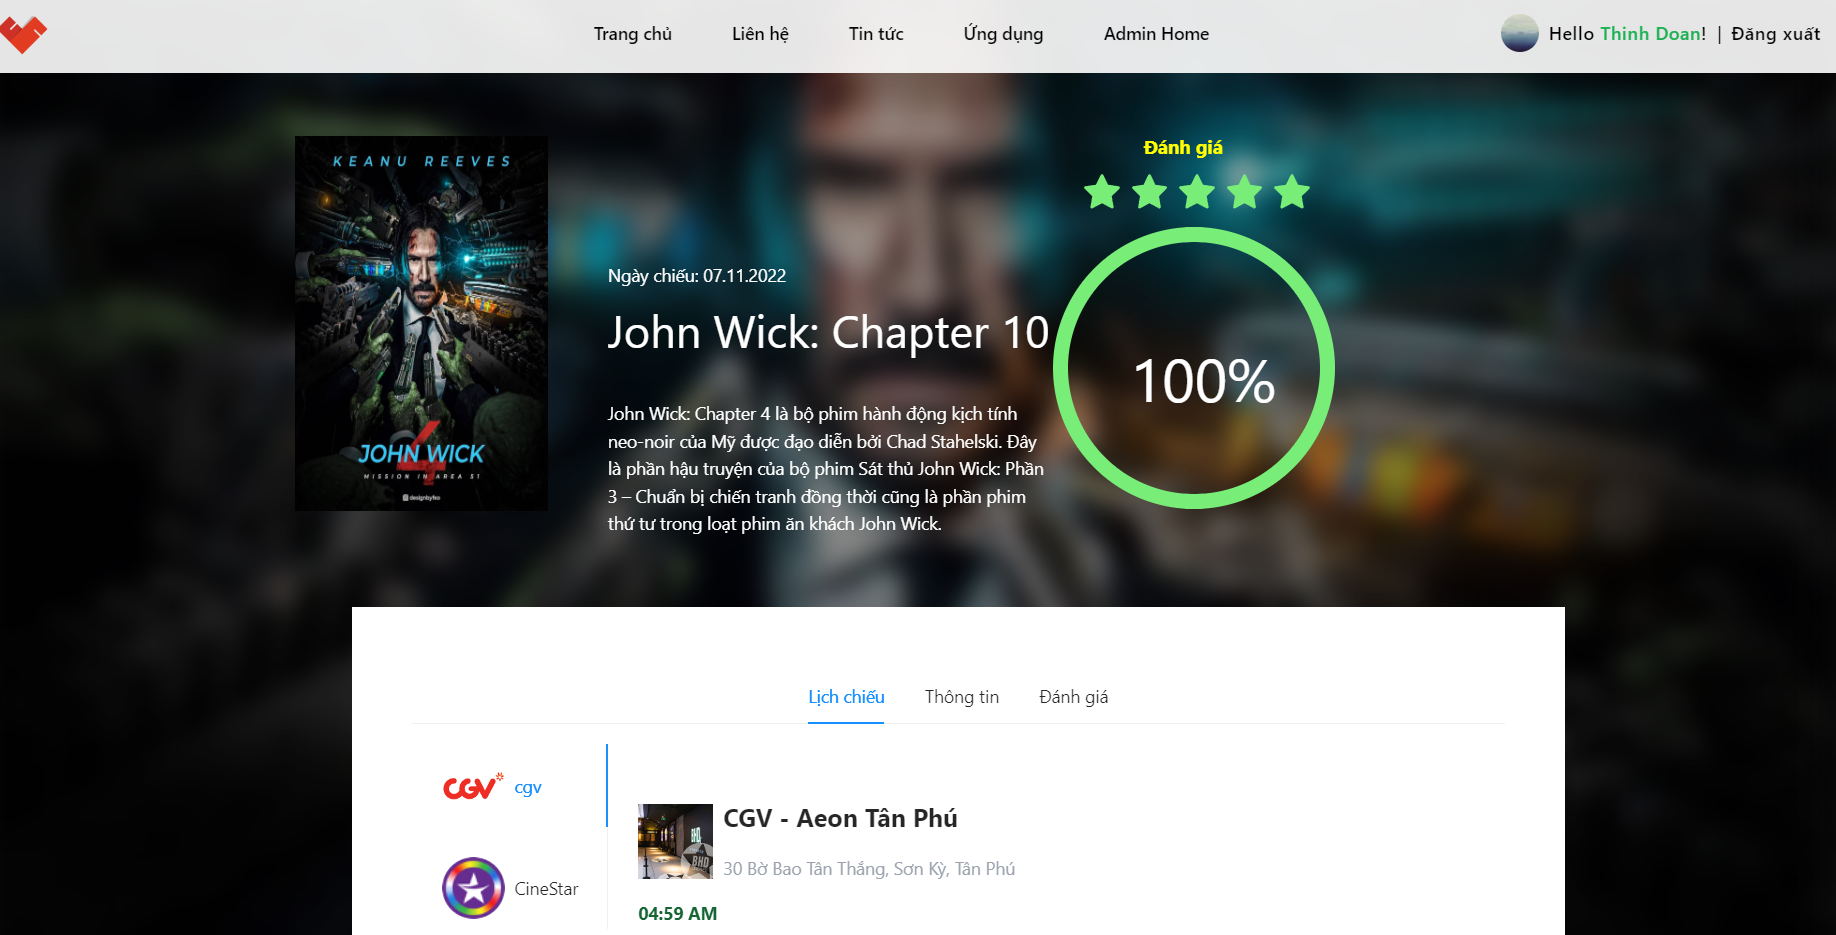 Trang chủ
Liên hệ
Tin tức
Ứng dụng
Admin Home
Hello Thinh Doan! | Đăng xuất
KEANU REEVES
4
JOHN WICK
MISSION IN AREA 51
designbyfeo
Ngày chiếu: 07.11.2022
John Wick: Chapter 10
John Wick: Chapter 4 là bộ phim hành động kịch tính
neo-noir của Mỹ được đạo diễn bởi Chad Stahelski. Đây
là phần hậu truyện của bộ phim Sát thủ John Wick: Phần
3 – Chuẩn bị chiến tranh đồng thời cũng là phần phim
thứ tư trong loạt phim ăn khách John Wick.
Đánh giá
100%
Lịch chiếu
Thông tin
Đánh giá
CGV
cgv
CineStar
BHD
BHD
CGV - Aeon Tân Phú
30 Bờ Bao Tân Thắng, Sơn Kỳ, Tân Phú
04:59 AM